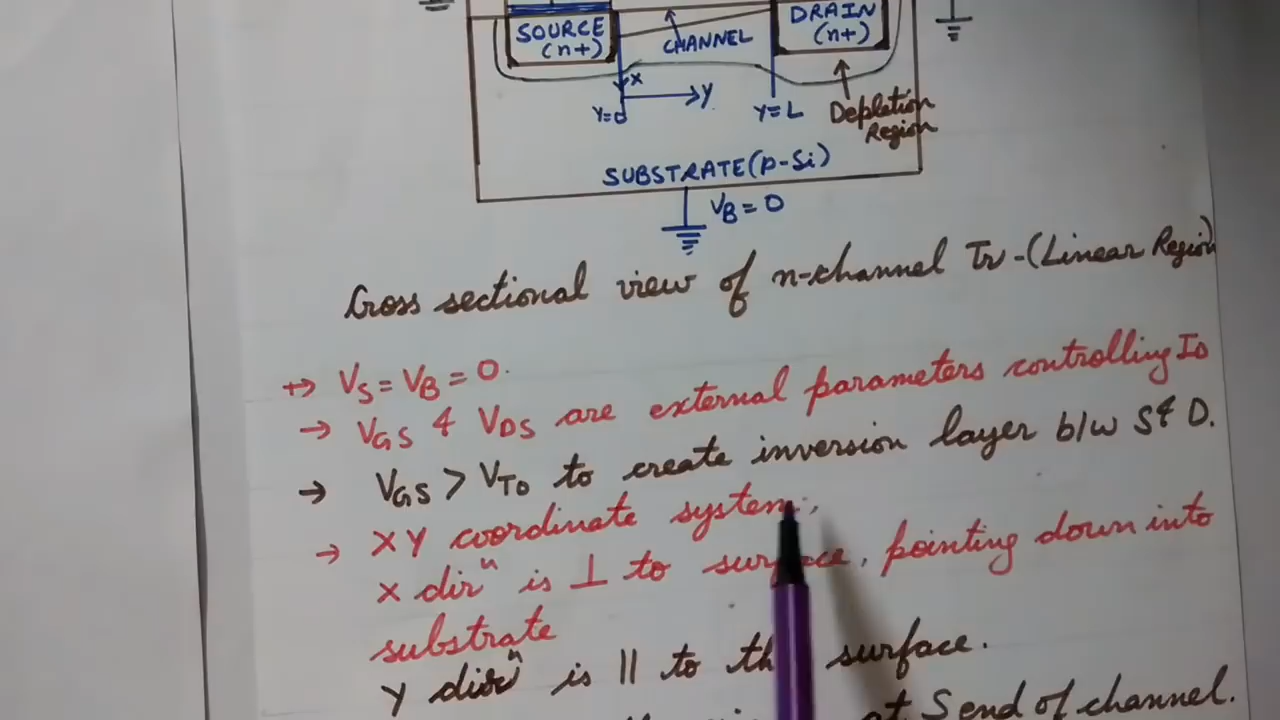 SOURCE
(n+)
CHANNEL
DRAIN
(n+)
X
Y
Y=0
Y=L
Depletion
Region
SUBSTRATE(p-Si)
VB = 0
Cross sectional view of n-channel Tr-(Linear Region)
→ VS = VB = 0.
→ VGS & VDS are external parameters controlling ID
→ VGS > VTO to create inversion layer b/w S & D.
→ XY coordinate system;
X dirⁿ is ⊥ to surface, pointing down into
substrate
Y dirⁿ is || to the surface.
at S end of channel.